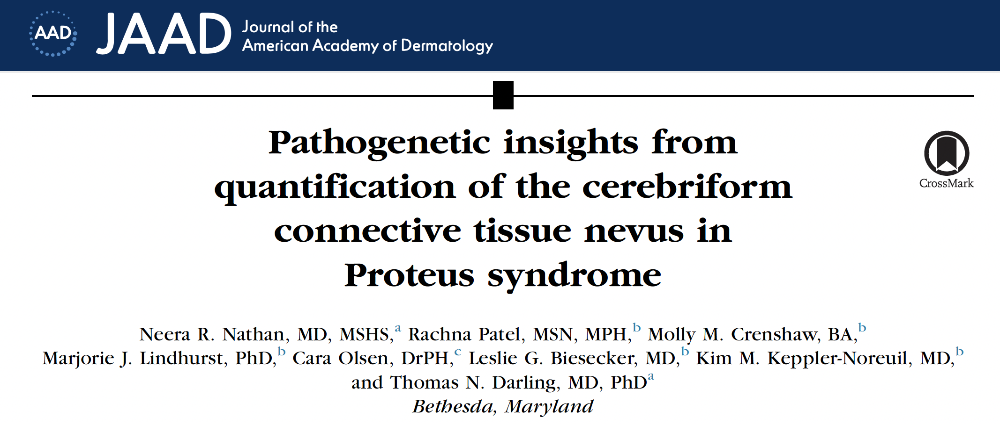 AAD
JAAD
Journal of the
American Academy of Dermatology
Pathogenetic insights from
quantification of the cerebriform
connective tissue nevus in
Proteus syndrome
CrossMark
Neera R. Nathan, MD, MSHS,a Rachna Patel, MSN, MPH,b Molly M. Crenshaw, BA,b
Marjorie J. Lindhurst, PhD,b Cara Olsen, DrPH,c Leslie G. Biesecker, MD,b Kim M. Keppler-Noreuil, MD,b
and Thomas N. Darling, MD, PhDa
Bethesda, Maryland